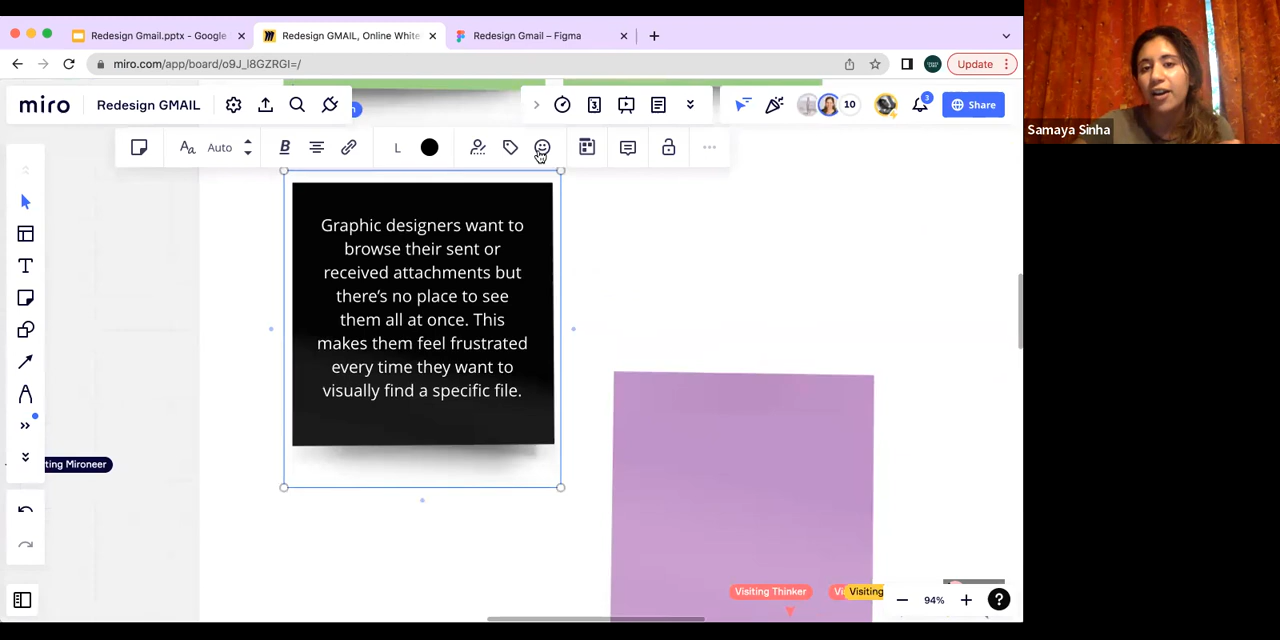 Redesign Gmail.pptx - Google
Redesign GMAIL, Online White
Redesign Gmail – Figma
miro.com/app/board/o9J_l8GZRGI=/
Update
Samaya Sinha
miro
Redesign GMAIL
3
10
3
Share
Aa
Auto
B
L
Graphic designers want to
browse their sent or
received attachments but
there's no place to see
them all at once. This
makes them feel frustrated
every time they want to
visually find a specific file.
ting Mironeer
Visiting Thinker
Visiting
94%